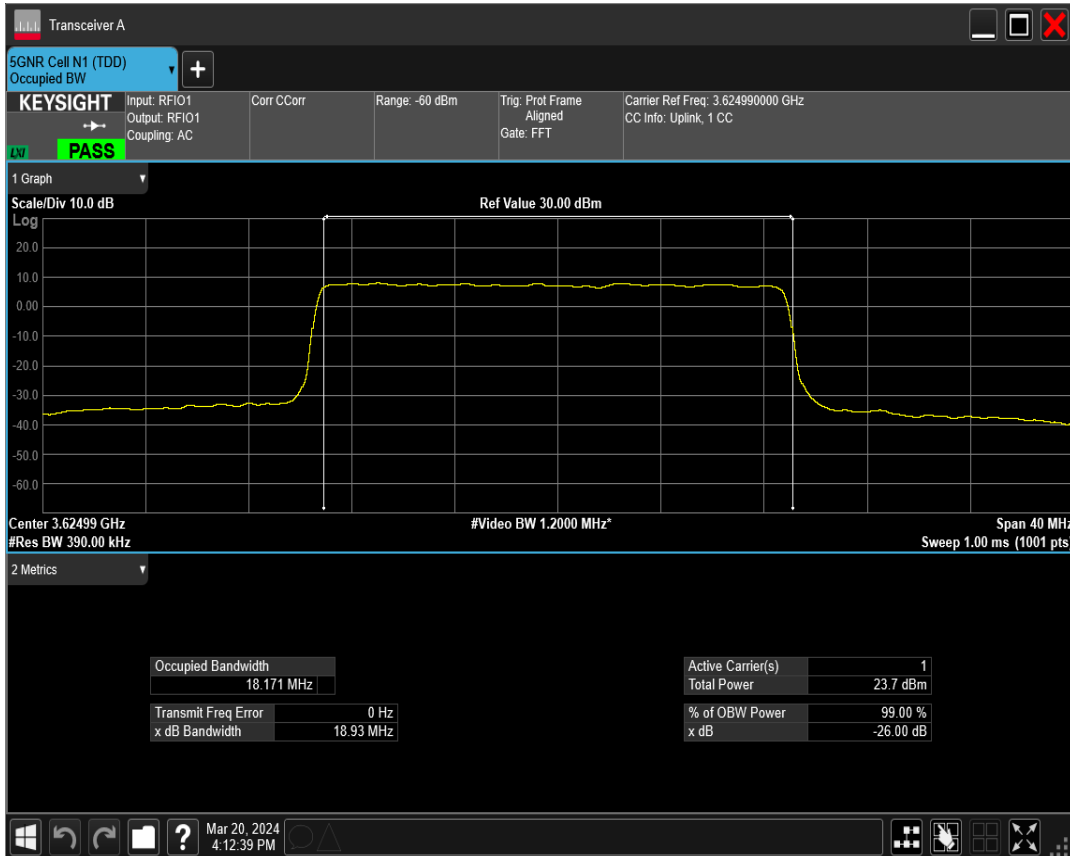 Transceiver A
5GNR Cell N1 (TDD)
Occupied BW
+
KEYSIGHT
LXI
PASS
Input: RFIO1
Output: RFIO1
Coupling: AC
Corr CCorr
Range: -60 dBm
Trig: Prot Frame
Aligned
Gate: FFT
Carrier Ref Freq: 3.624990000 GHz
CC Info: Uplink, 1 CC
1 Graph
Scale/Div 10.0 dB
Ref Value 30.00 dBm
Log
20.0
10.0
0.00
-10.0
-20.0
-30.0
-40.0
-50.0
-60.0
Center 3.62499 GHz
#Video BW 1.2000 MHz*
Span 40 MHz
#Res BW 390.00 kHz
Sweep 1.00 ms (1001 pts)
2 Metrics
Occupied Bandwidth
18.171 MHz
Transmit Freq Error 0 Hz
x dB Bandwidth 18.93 MHz
Active Carrier(s) 1
Total Power 23.7 dBm
% of OBW Power 99.00 %
x dB -26.00 dB
?
Mar 20, 2024
4:12:39 PM